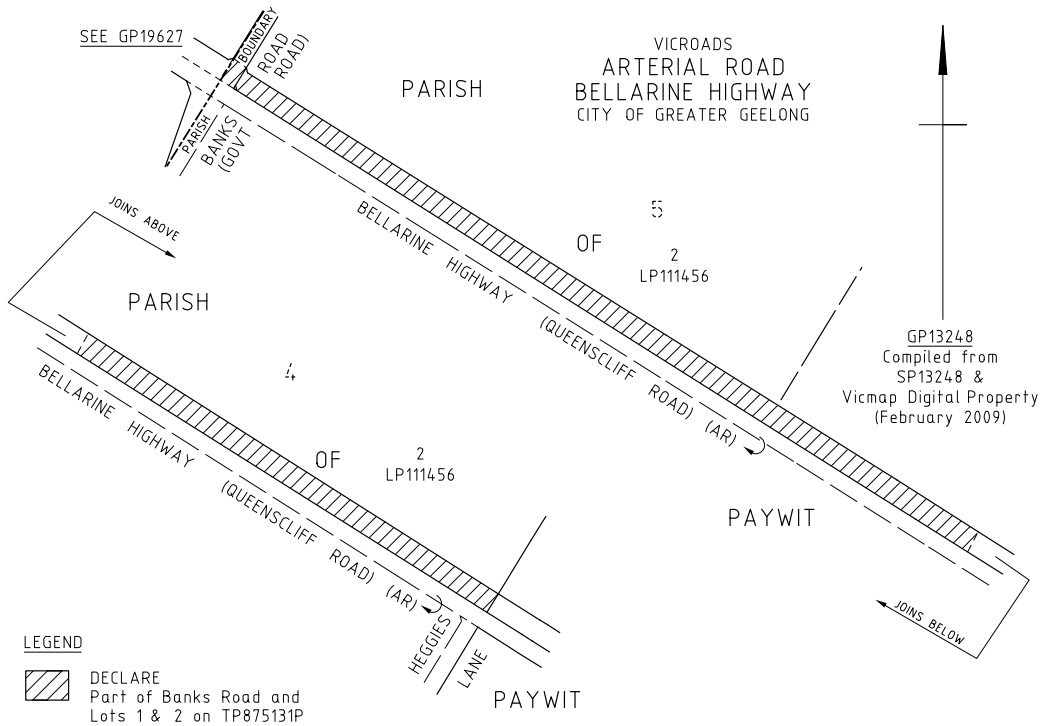 SEE GP19627
PARISH BOUNDARY
BANKS ROAD
(GOVT ROAD)
PARISH
VICROADS
ARTERIAL ROAD
BELLARINE HIGHWAY
CITY OF GREATER GEELONG
JOINS ABOVE
BELLARINE HIGHWAY (QUEENSCLIFF ROAD) (AR)
5
OF
2
LP111456
PARISH
GP13248
Compiled from
SP13248 &
Vicmap Digital Property
(February 2009)
4
BELLARINE HIGHWAY (QUEENSCLIFF ROAD) (AR)
OF
2
LP111456
PAYWIT
JOINS BELOW
HEGGIES LANE
PAYWIT
LEGEND
DECLARE
Part of Banks Road and
Lots 1 & 2 on TP875131P